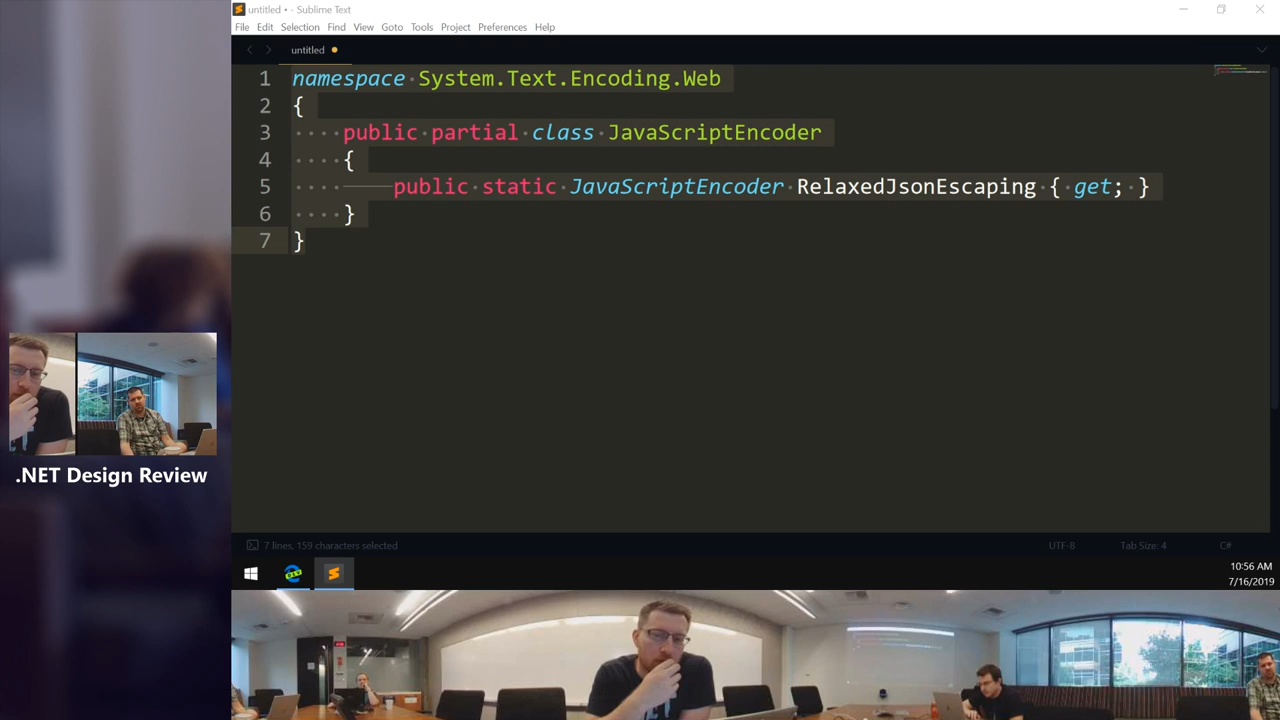 untitled • - Sublime Text
File Edit Selection Find View Goto Tools Project Preferences Help
untitled
1 namespace System.Text.Encoding.Web
2 {
3     public partial class JavaScriptEncoder
4     {
5         public static JavaScriptEncoder RelaxedJsonEscaping { get; }
6     }
7 }
.NET Design Review
7 lines, 159 characters selected
UTF-8
Tab Size: 4
C#
DEV
10:56 AM
7/16/2019